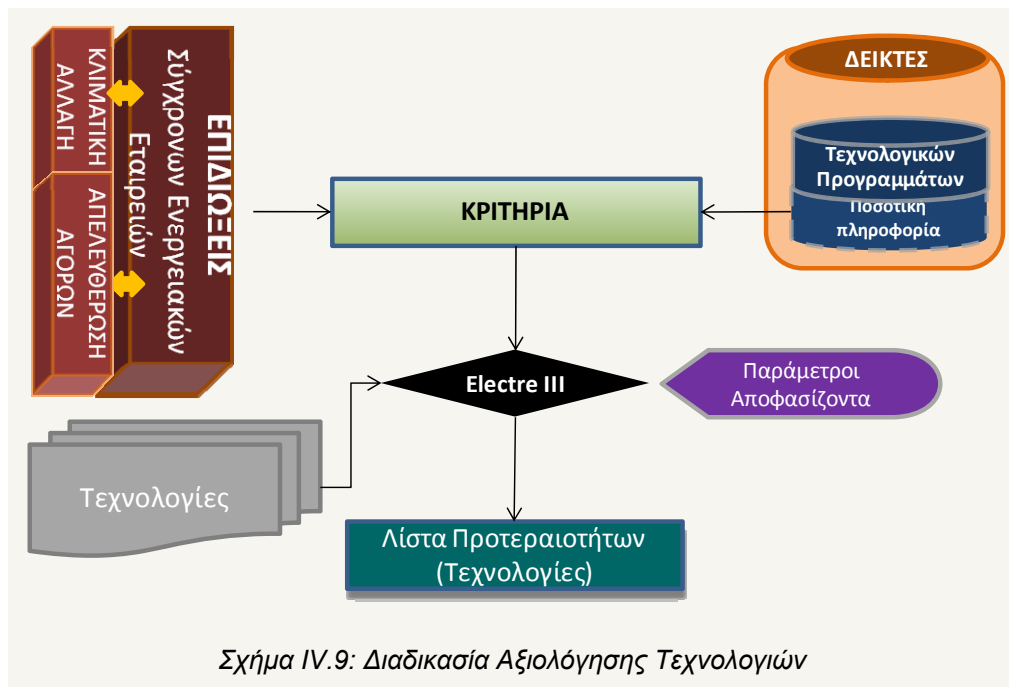 ΚΛΙΜΑΤΙΚΗ
ΑΛΛΑΓΗ
ΑΠΕΛΕΥΘΕΡΩΣΗ
ΑΓΟΡΩΝ
ΕΠΙΔΙΩΞΕΙΣ
Σύγχρονων Ενεργειακών
Εταιρειών
ΔΕΙΚΤΕΣ
Τεχνολογικών
Προγραμμάτων
Ποσοτική
πληροφορία
ΚΡΙΤΗΡΙΑ
Electre III
Παράμετροι
Αποφασίζοντα
Τεχνολογίες
Λίστα Προτεραιοτήτων
(Τεχνολογίες)
Σχήμα IV.9: Διαδικασία Αξιολόγησης Τεχνολογιών